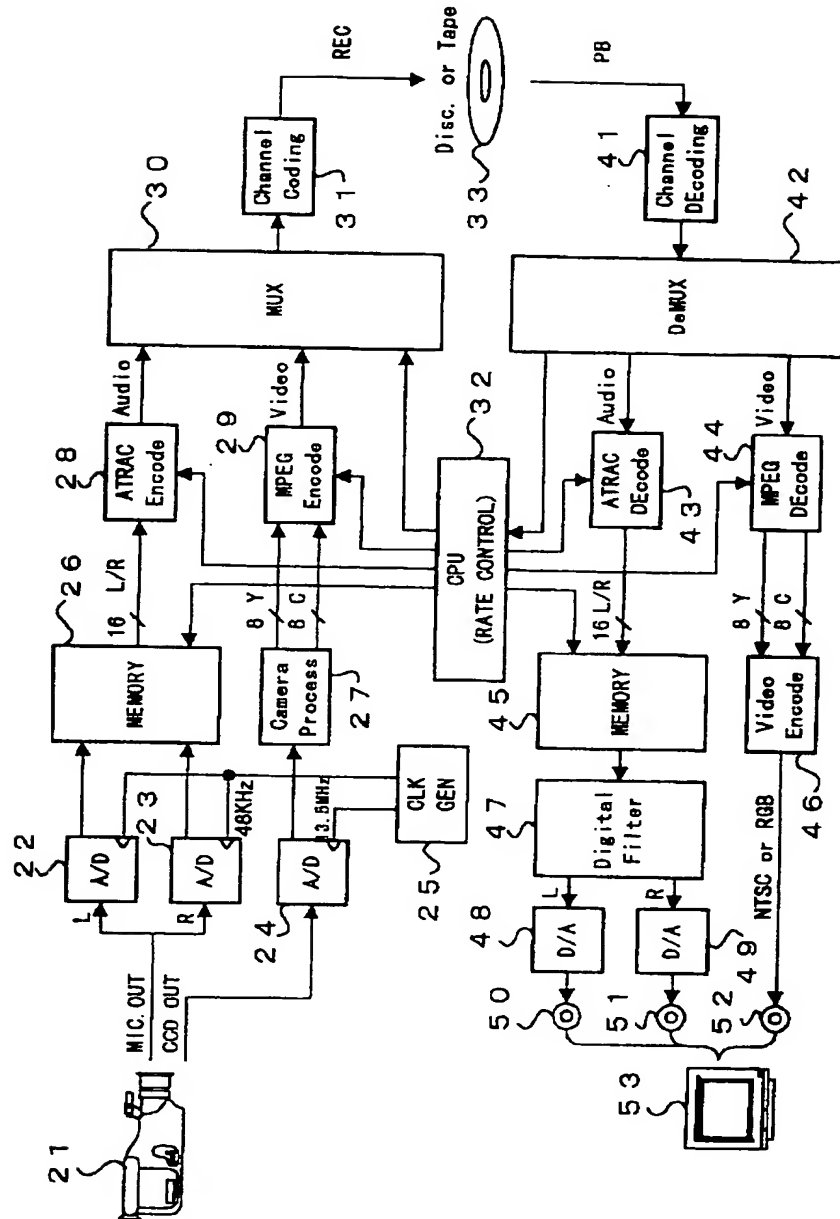 21
MIC. OUT
CCD OUT
L
R
22
A/D
23
A/D
48KHz
24
A/D
13.5MHz
25
CLK
GEN
26
MEMORY
16 L/R
27
Camera
Process
8 Y
8 C
28
ATRAC
Encode
Audio
29
MPEG
Encode
Video
30
MUX
31
Channel
Coding
REC
32
CPU
(RATE CONTROL)
Disc. or Tape
33
PB
41
Channel
DEcoding
42
DeMUX
Audio
ATRAC
DEcode
43
Video
44
MPEG
DEcode
16 L/R
8 Y
8 C
45
MEMORY
Video
Encode
46
47
Digital
Filter
L
R
NTSC or RGB
48
D/A
D/A
49
50
51
52
53